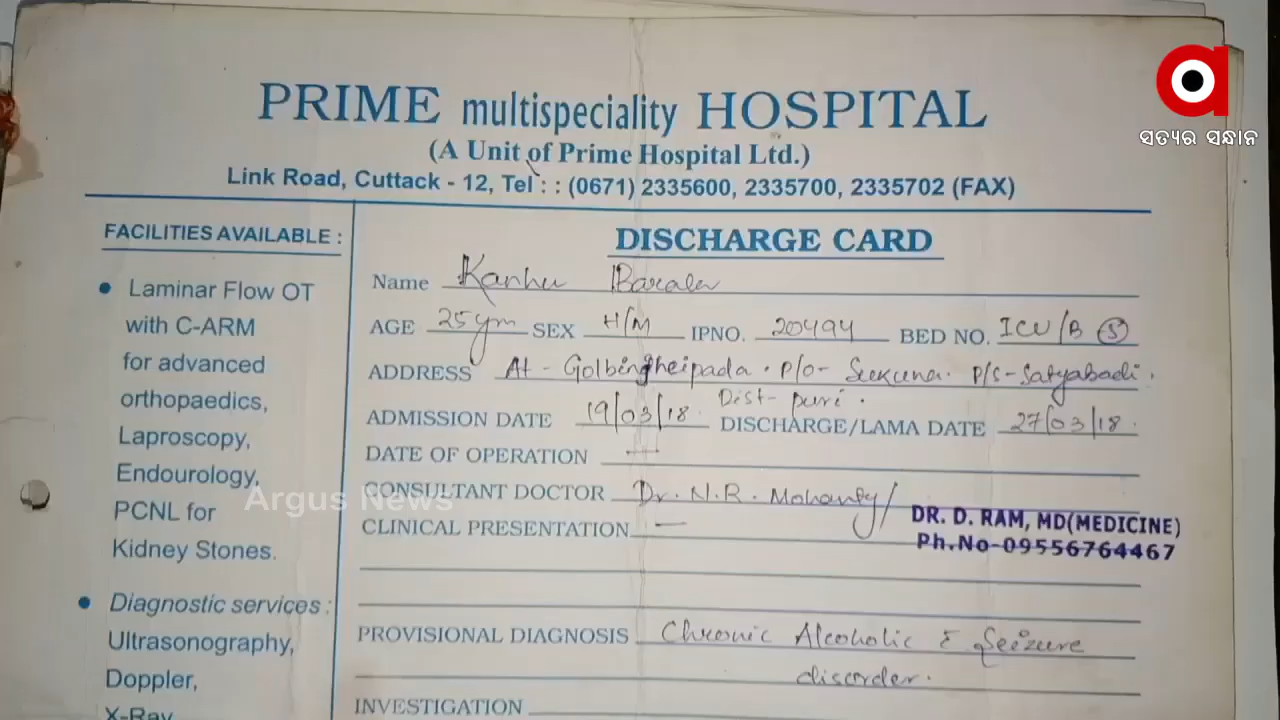 ସତ୍ୟର ସନ୍ଧାନ
PRIME multispeciality HOSPITAL
(A Unit of Prime Hospital Ltd.)
Link Road, Cuttack - 12, Tel : : (0671) 2335600, 2335700, 2335702 (FAX)
FACILITIES AVAILABLE :
• Laminar Flow OT
with C-ARM
for advanced
orthopaedics,
Laproscopy,
Endourology,
PCNL for
Kidney Stones.
• Diagnostic services :
Ultrasonography,
Doppler,
X-Ray
DISCHARGE CARD
Name Kanhu Barala
AGE 25 SEX H/M IPNO. 20494 BED NO. ICU/B 5
ADDRESS At - Golbingheipada. P/o- P/s- Satyabadi.
Dist- puri.
ADMISSION DATE 19/03/18. DISCHARGE/LAMA DATE 27/03/18.
DATE OF OPERATION
CONSULTANT DOCTOR Dr. N.R. Mohanty/
DR. D. RAM, MD(MEDICINE)
Ph.No-09556764467
CLINICAL PRESENTATION —
PROVISIONAL DIAGNOSIS Chronic Alcoholic c̄ Seizure
disorder.
INVESTIGATION
Argus News